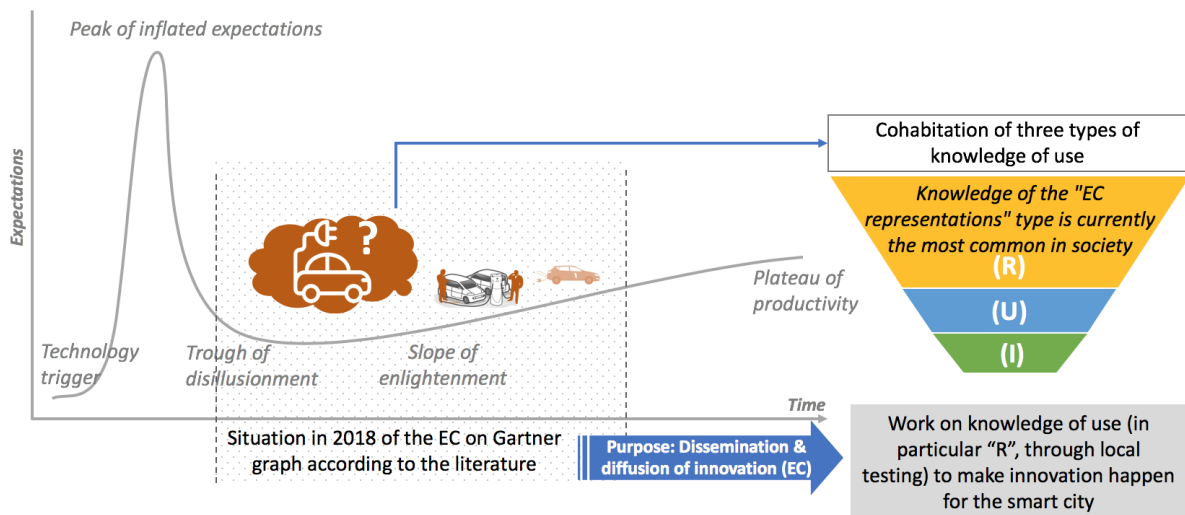 Peak of inflated expectations
Expectations
Technology
trigger
Trough of
disillusionment
?
Slope of
enlightenment
Plateau of
productivity
Time
Situation in 2018 of the EC on Gartner
graph according to the literature
Purpose: Dissemination &
diffusion of innovation (EC)
Cohabitation of three types of
knowledge of use
Knowledge of the "EC
representations" type is currently
the most common in society
(R)
(U)
(I)
Work on knowledge of use (in
particular “R”, through local
testing) to make innovation happen
for the smart city